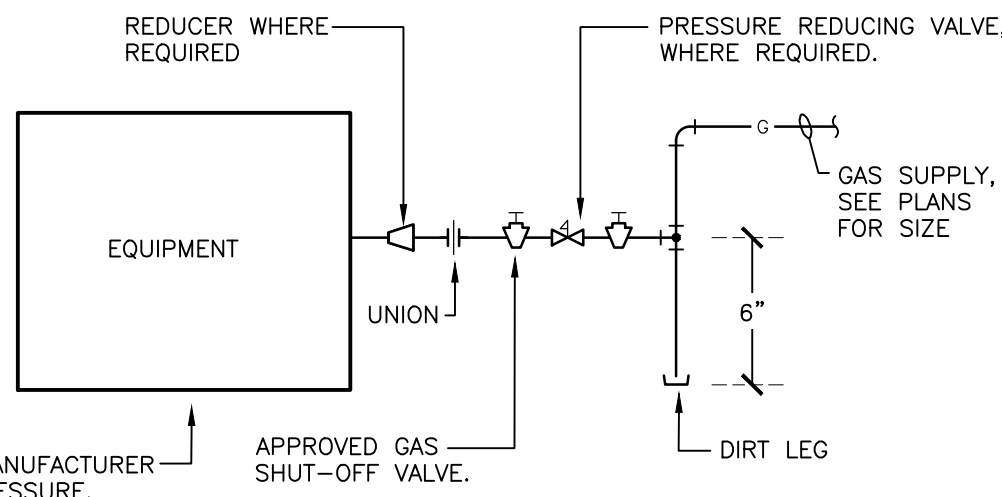 REDUCER WHERE
REQUIRED
PRESSURE REDUCING VALVE,
WHERE REQUIRED.
G
GAS SUPPLY,
SEE PLANS
FOR SIZE
EQUIPMENT
4
UNION
6"
APPROVED GAS
SHUT-OFF VALVE.
DIRT LEG